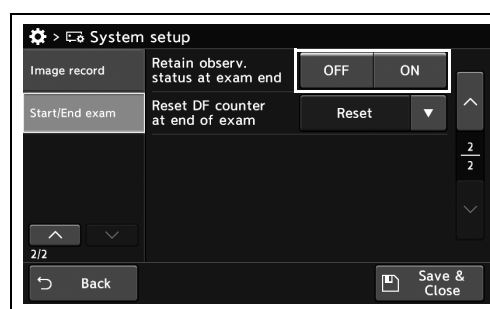 > System setup
Image record
Start/End exam
2/2
Retain observ.
status at exam end
OFF
ON
Reset DF counter
at end of exam
Reset
2
2
Back
Save &
Close